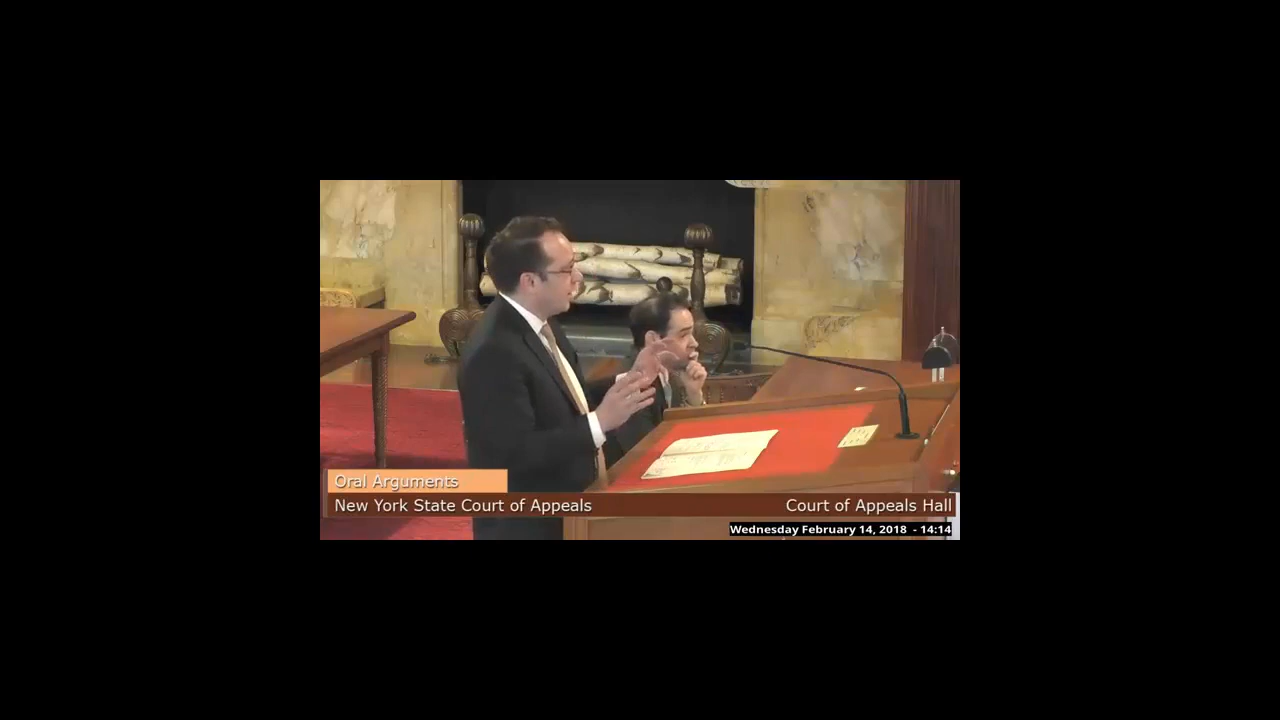 Oral Arguments
New York State Court of Appeals
Court of Appeals Hall
Wednesday February 14, 2018 - 14:14